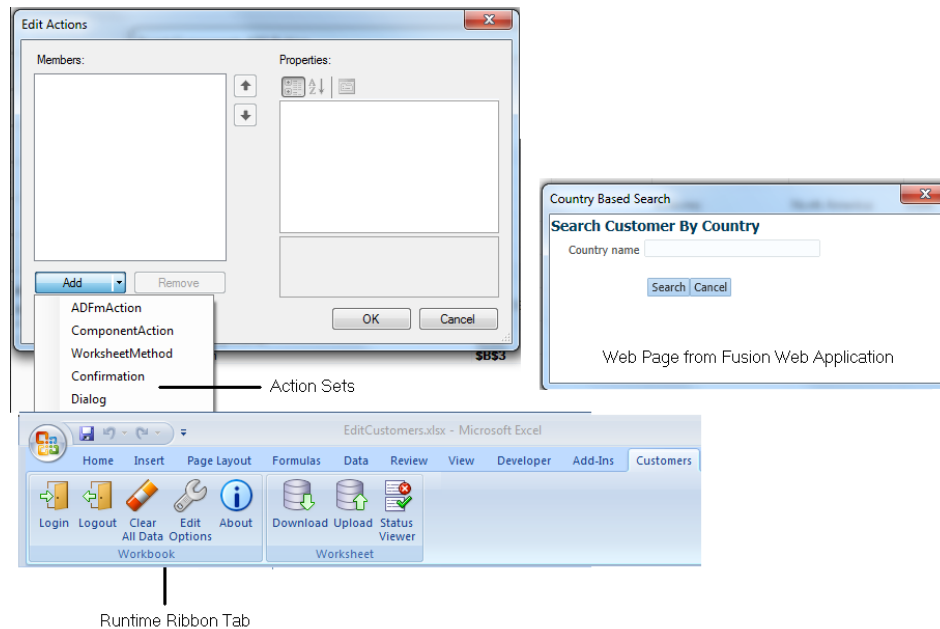 Edit Actions
Members:
Properties:
Add
Remove
OK
Cancel
ADFmAction
ComponentAction
WorksheetMethod
Confirmation
Dialog
$B$3
Action Sets
Country Based Search
Search Customer By Country
Country name
Search Cancel
Web Page from Fusion Web Application
EditCustomers.xlsx - Microsoft Excel
Home Insert Page Layout Formulas Data Review View Developer Add-Ins Customers
Login Logout Clear All Data Edit Options About
Workbook
Download Upload Status Viewer
Worksheet
Runtime Ribbon Tab